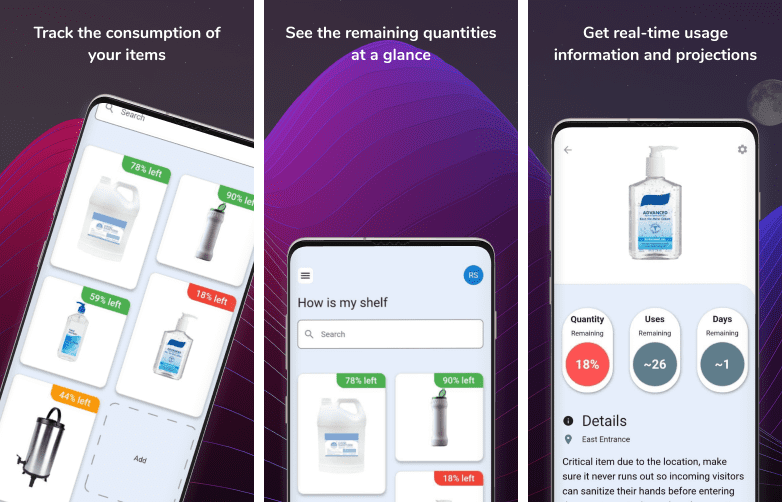 Track the consumption of
your items
Search
78% left
90% left
59% left
18% left
44% left
Add
See the remaining quantities
at a glance
RS
How is my shelf
Search
78% left
90% left
18% left
Get real-time usage
information and projections
ADVANCED
Quantity
Remaining
18%
Uses
Remaining
~26
Days
Remaining
~1
Details
East Entrance
Critical item due to the location, make
sure it never runs out so incoming visitors
can sanitize their hands before entering